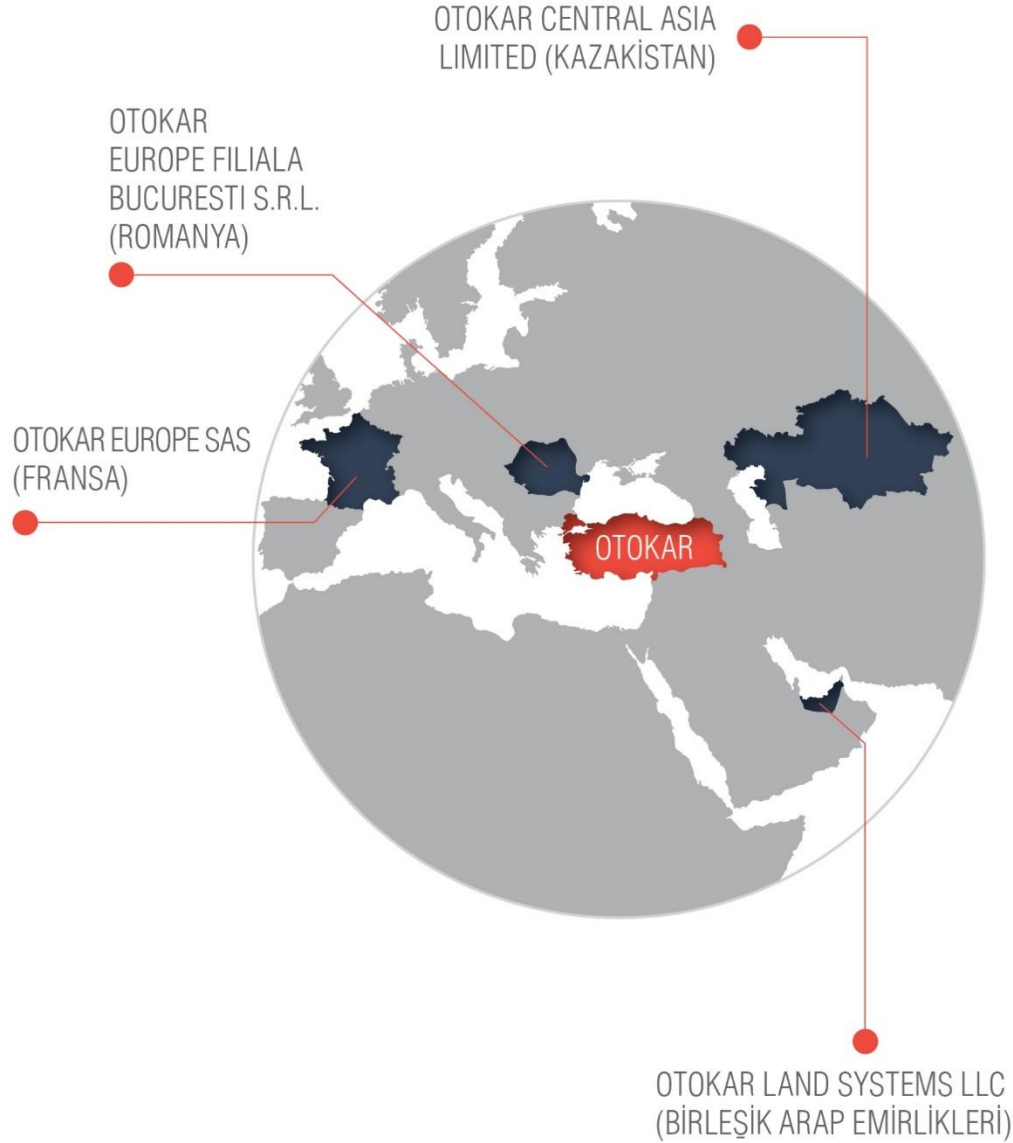 OTOKAR CENTRAL ASIA
LIMITED (KAZAKİSTAN)
OTOKAR
EUROPE FILIALA
BUCURESTI S.R.L.
(ROMANYA)
OTOKAR EUROPE SAS
(FRANSA)
OTOKAR
OTOKAR LAND SYSTEMS LLC
(BİRLEŞİK ARAP EMİRLİKLERİ)